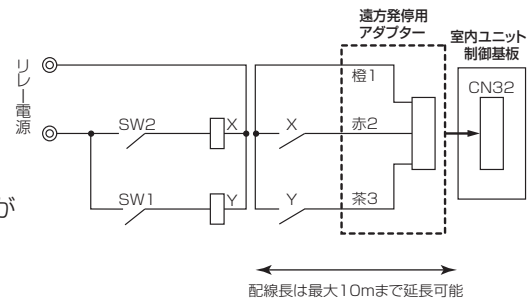 遠方発停用
アダプター
室内ユニット
制御基板
リレー電源
橙1
CN32
SW2
X
X
赤2
SW1
Y
Y
茶3
が
配線長は最大10mまで延長可能